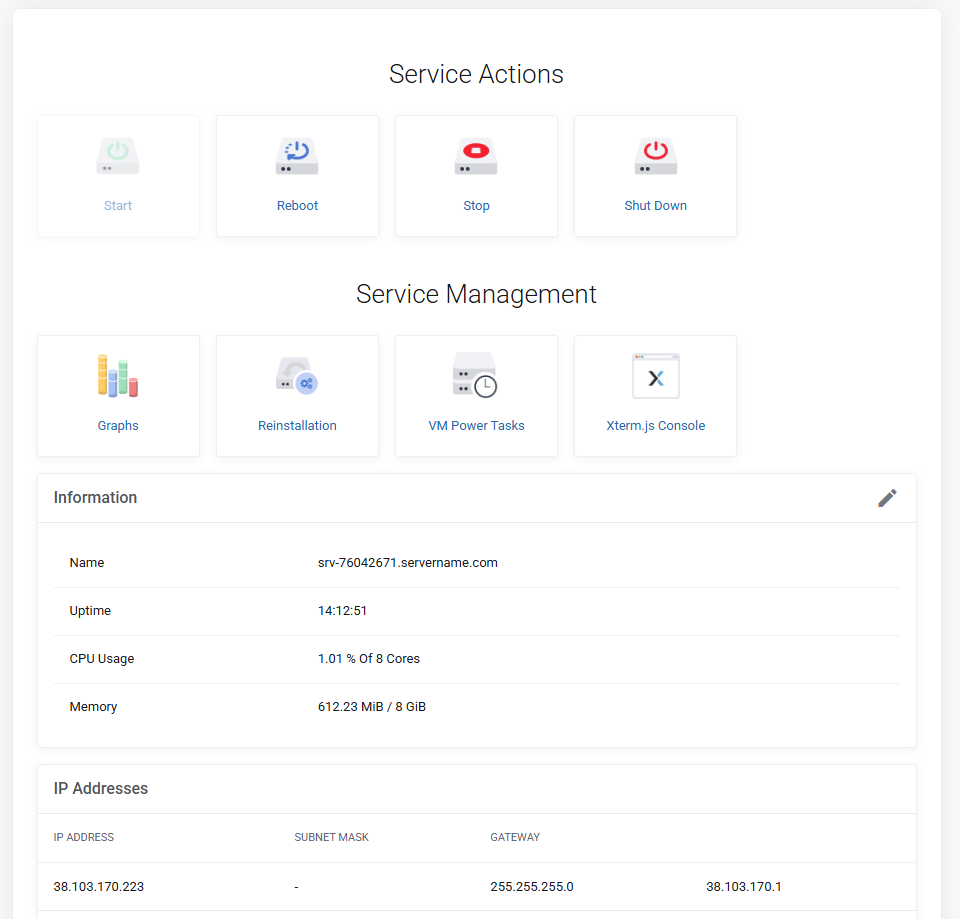 Service Actions
Start
Reboot
Stop
Shut Down
Service Management
Graphs
Reinstallation
VM Power Tasks
X
Xterm.js Console
Information
Name srv-76042671.servername.com
Uptime 14:12:51
CPU Usage 1.01 % Of 8 Cores
Memory 612.23 MiB / 8 GiB
IP Addresses
IP ADDRESS SUBNET MASK GATEWAY
38.103.170.223 - 255.255.255.0 38.103.170.1